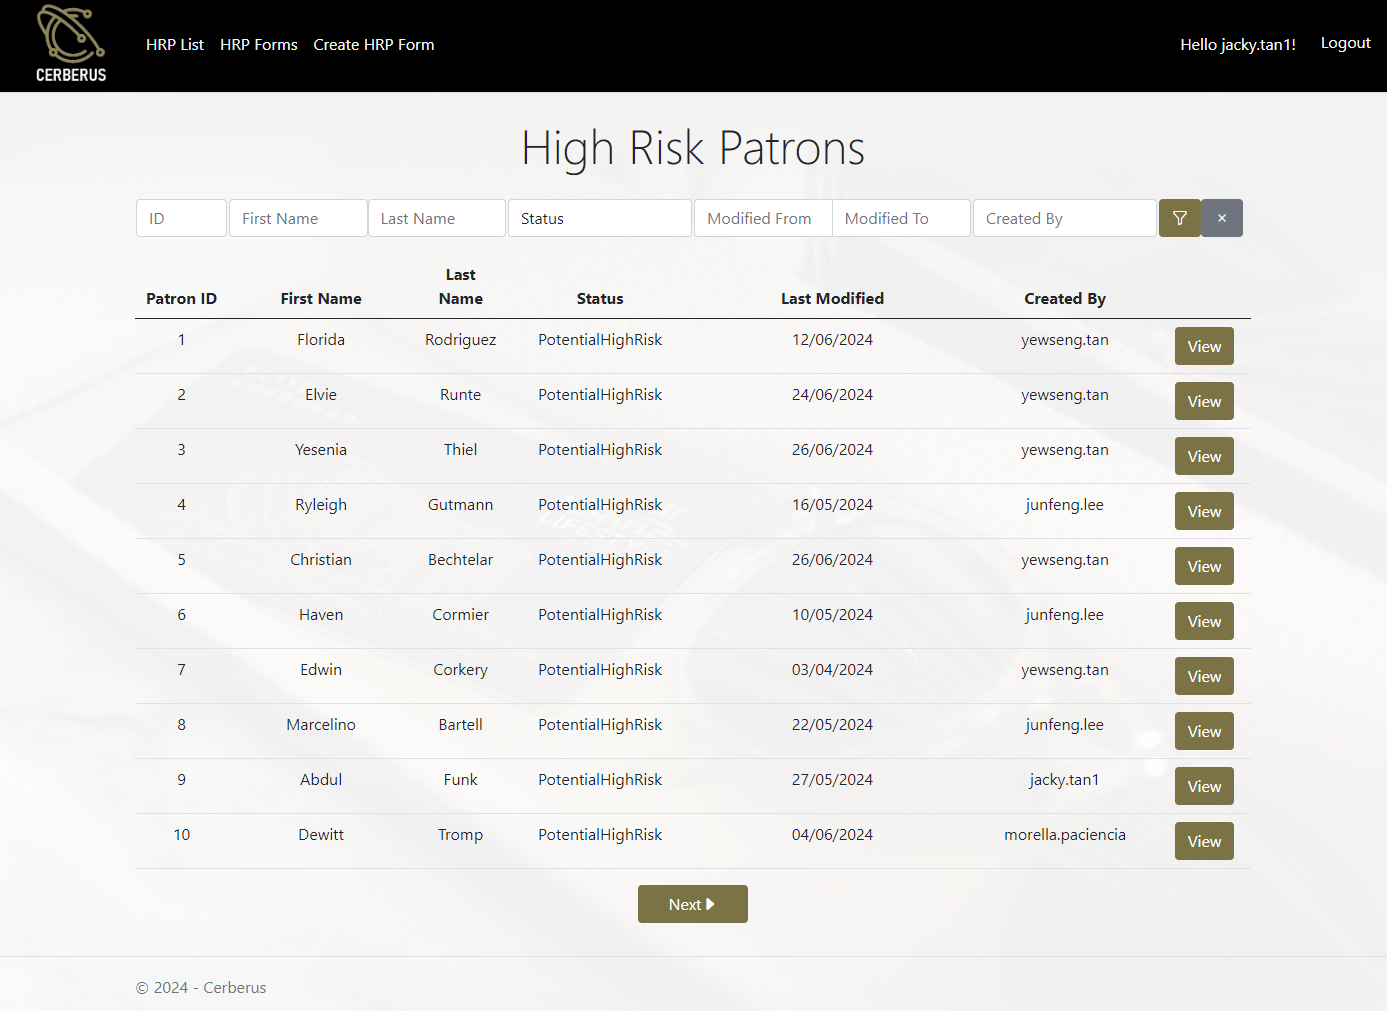 CERBERUS
HRP List HRP Forms Create HRP Form Hello jacky.tan1! Logout
High Risk Patrons
ID First Name Last Name Status Modified From Modified To Created By ×
Patron ID First Name Last Name Status Last Modified Created By
1 Florida Rodriguez PotentialHighRisk 12/06/2024 yewseng.tan View
2 Elvie Runte PotentialHighRisk 24/06/2024 yewseng.tan View
3 Yesenia Thiel PotentialHighRisk 26/06/2024 yewseng.tan View
4 Ryleigh Gutmann PotentialHighRisk 16/05/2024 junfeng.lee View
5 Christian Bechtelar PotentialHighRisk 26/06/2024 yewseng.tan View
6 Haven Cormier PotentialHighRisk 10/05/2024 junfeng.lee View
7 Edwin Corkery PotentialHighRisk 03/04/2024 yewseng.tan View
8 Marcelino Bartell PotentialHighRisk 22/05/2024 junfeng.lee View
9 Abdul Funk PotentialHighRisk 27/05/2024 jacky.tan1 View
10 Dewitt Tromp PotentialHighRisk 04/06/2024 morella.paciencia View
Next
© 2024 - Cerberus